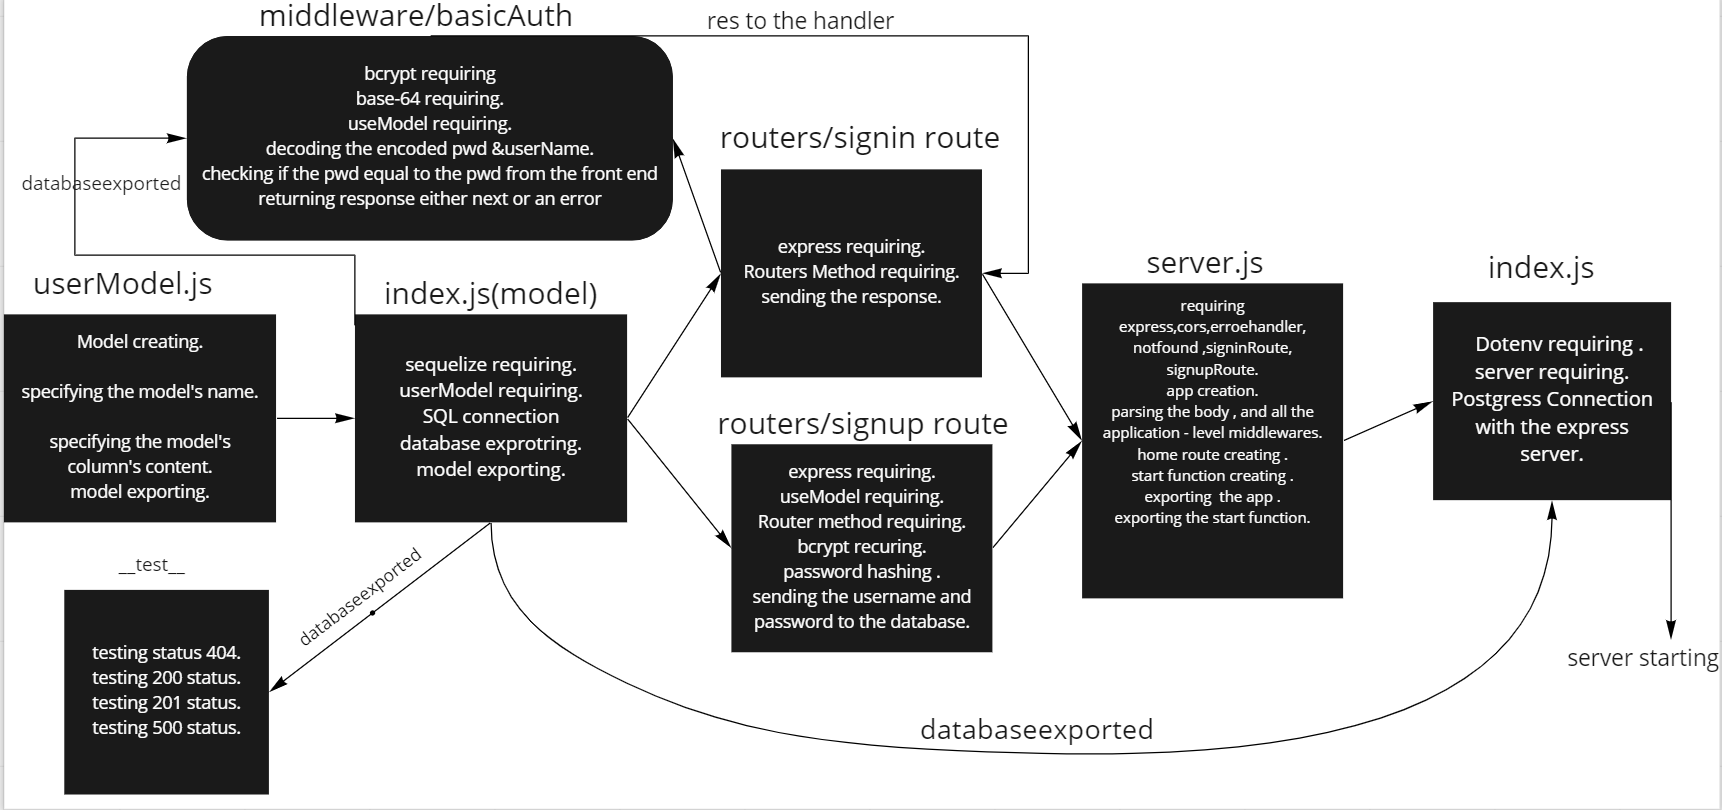 middleware/basicAuth
res to the handler
bcrypt requiring
base-64 requiring.
useModel requiring.
decoding the encoded pwd &userName.
checking if the pwd equal to the pwd from the front end
returning response either next or an error
databaseexported
routers/signin route
express requiring.
Routers Method requiring.
sending the response.
userModel.js
Model creating.
specifying the model's name.
specifying the model's
column's content.
model exporting.
index.js(model)
sequelize requiring.
userModel requiring.
SQL connection
database exprotring.
model exporting.
routers/signup route
express requiring.
useModel requiring.
Router method requiring.
bcrypt recuring.
password hashing .
sending the username and
password to the database.
server.js
requiring
express,cors,erroehandler,
notfound ,signinRoute,
signupRoute.
app creation.
parsing the body , and all the
application - level middlewares.
home route creating .
start function creating .
exporting  the app .
exporting the start function.
index.js
Dotenv requiring .
server requiring.
Postgress Connection
with the express
server.
server starting
__test__
testing status 404.
testing 200 status.
testing 201 status.
testing 500 status.
databaseexported
databaseexported